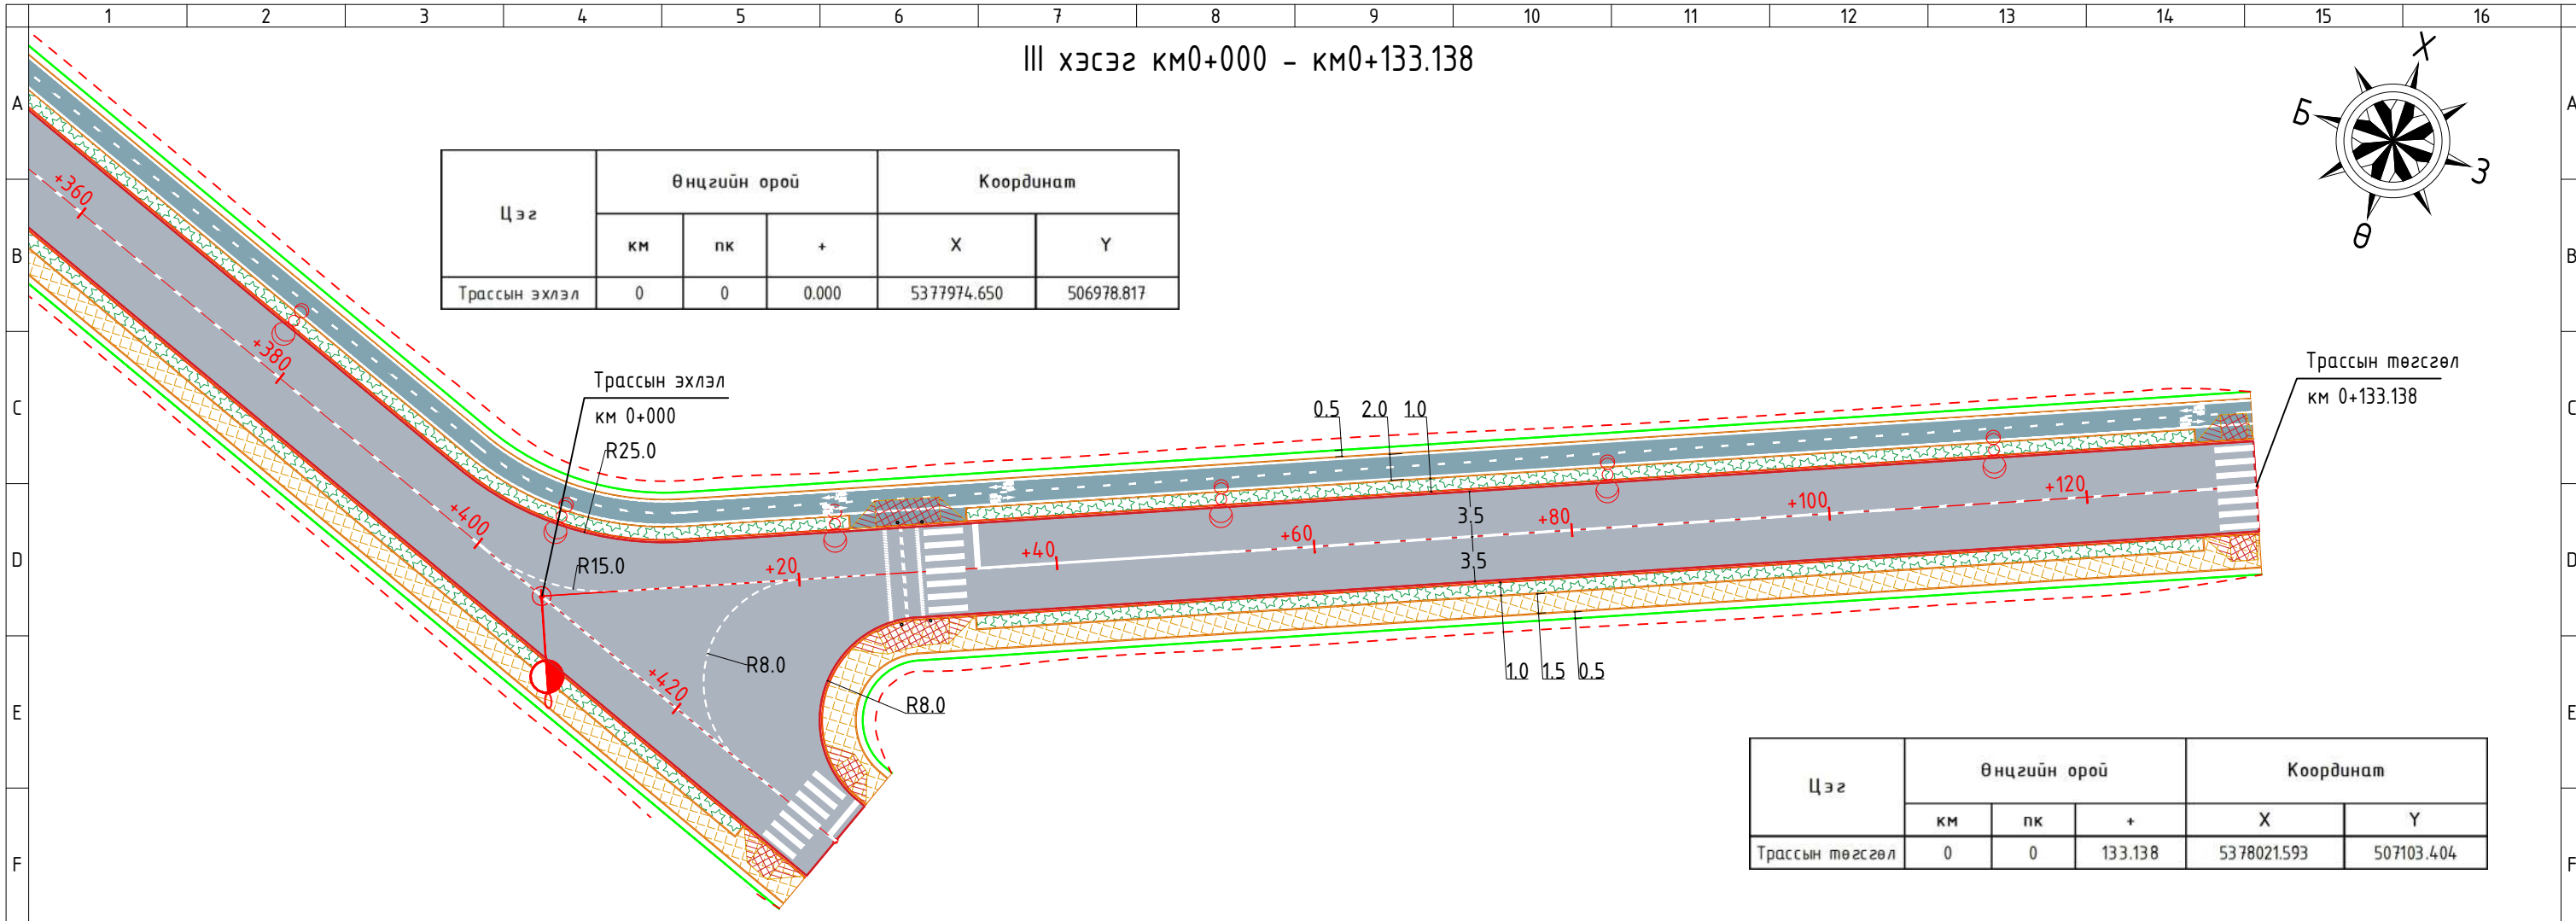 1 2 3 4 5 6 7 8 9 10 11 12 13 14 15 16
III хэсэг км0+000 - км0+133.138
Х
Б
З
Ө
A A
B B
C C
D D
E E
F F
Цэг Өнцгийн орой Координат
км пк + X Y
Трассын эхлэл 0 0 0.000 5377974.650 506978.817
+360
+380
Трассын эхлэл
км 0+000
R25.0
+400
R15.0
+20
+40
+60
+80
+100
+120
0.5 2.0 1.0
3.5
3.5
1.0 1.5 0.5
Трассын төгсгөл
км 0+133.138
R8.0
R8.0
+420
0
Цэг Өнцгийн орой Координат
км пк + X Y
Трассын төгсгөл 0 0 133.138 5378021.593 507103.404